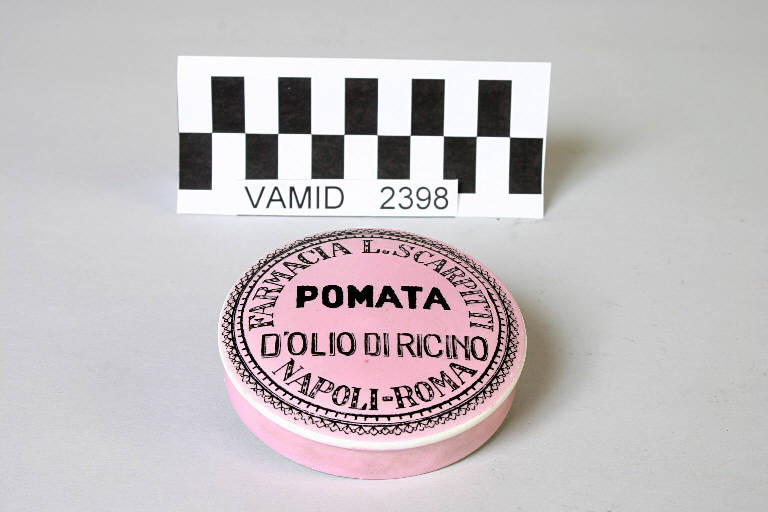 VAMID 2398
FARMACIA L. SCARPITTI
POMATA
D'OLIO DI RICINO
NAPOLI-ROMA